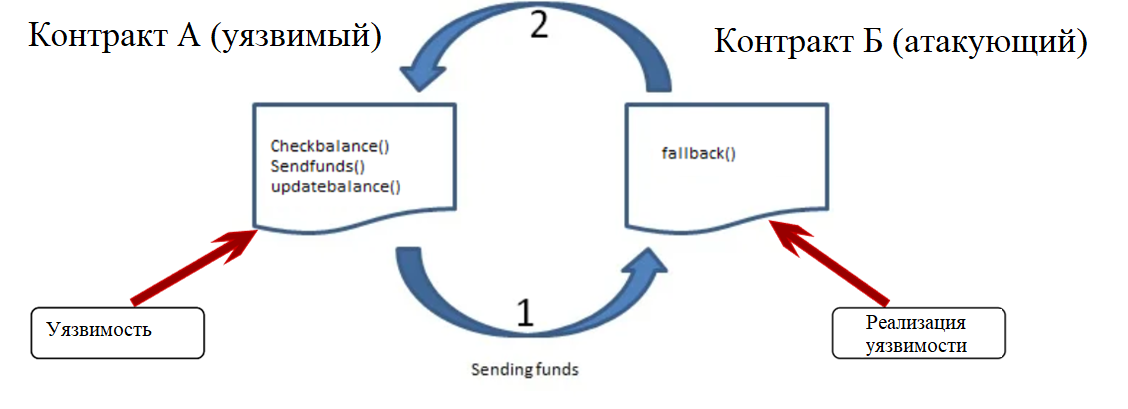 Контракт А (уязвимый)
2
Контракт Б (атакующий)
Checkbalance()
Sendfunds()
updatebalance()
fallback()
Уязвимость
1
Реализация
уязвимости
Sending funds